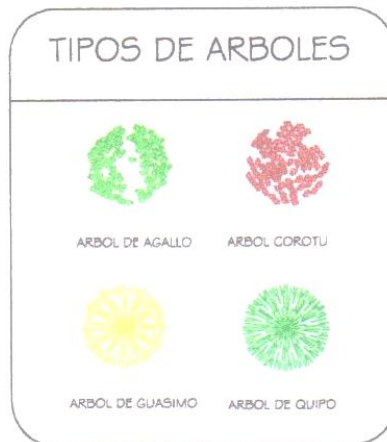 TIPOS DE ARBOLES
ARBOL DE AGALLO
ARBOL COROTU
ARBOL DE GUASIMO
ARBOL DE QUIPO